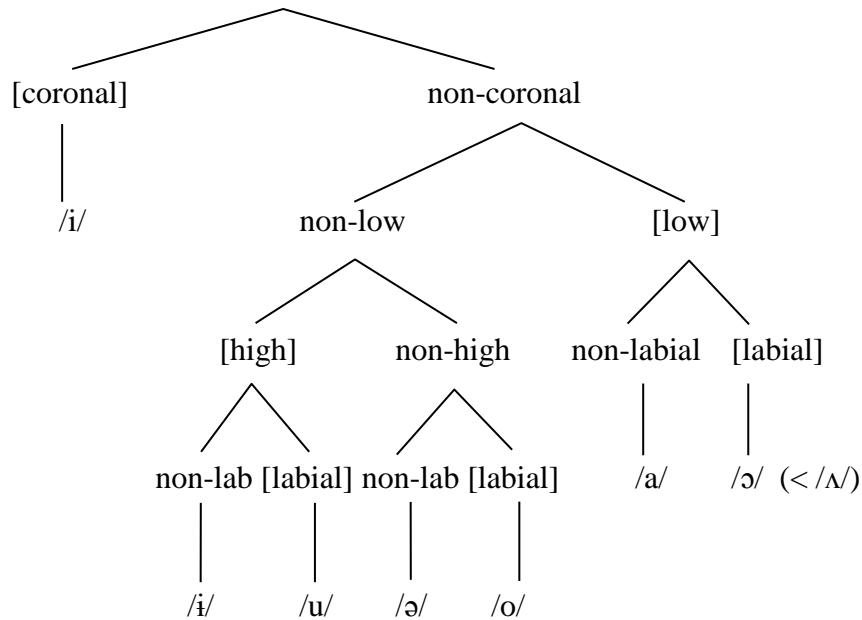 [coronal] non-coronal
/i/ non-low [low]
[high] non-high non-labial [labial]
non-lab [labial] non-lab [labial] /a/ /ɔ/ (< /ʌ/)
/ɨ/ /u/ /ə/ /o/